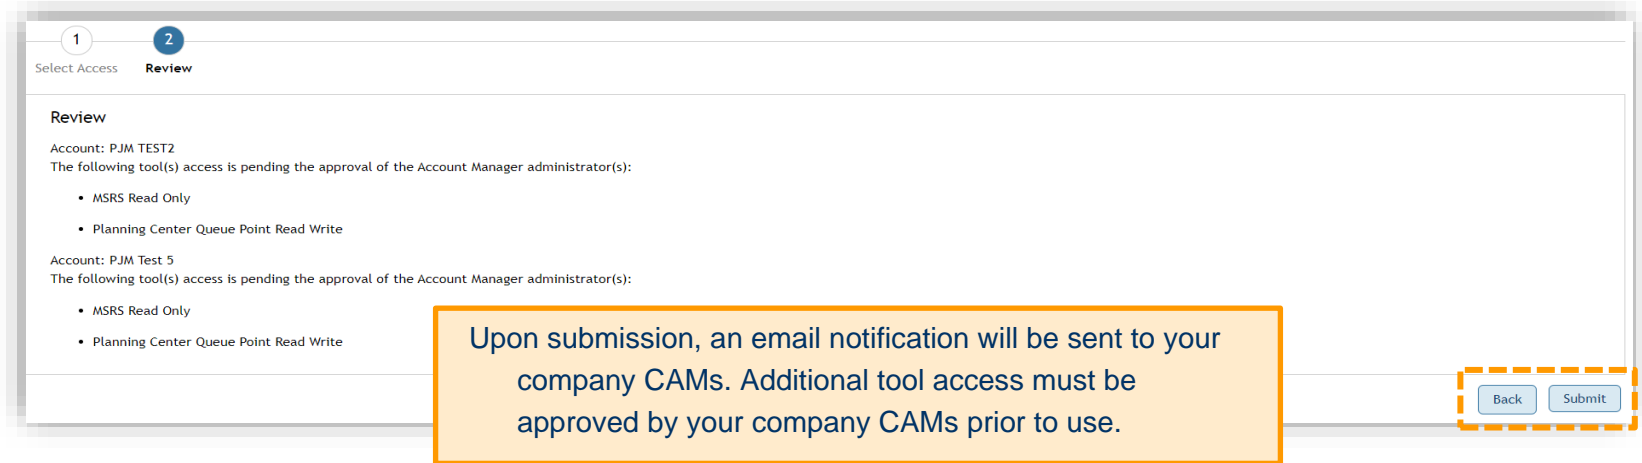 1 2
Select Access Review
Review
Account: PJM TEST2
The following tool(s) access is pending the approval of the Account Manager administrator(s):
• MSRS Read Only
• Planning Center Queue Point Read Write
Account: PJM Test 5
The following tool(s) access is pending the approval of the Account Manager administrator(s):
• MSRS Read Only
• Planning Center Queue Point Read Write
Upon submission, an email notification will be sent to your
company CAMs. Additional tool access must be
approved by your company CAMs prior to use.
Back Submit